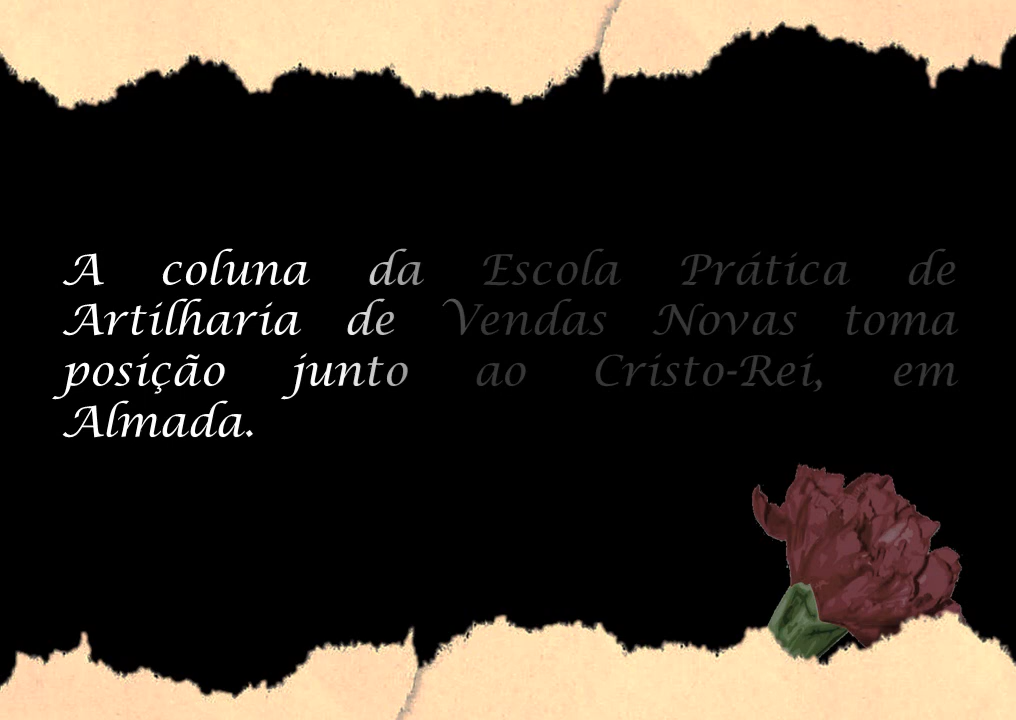 A coluna da Escola Prática de
Artilharia de Vendas Novas toma
posição junto ao Cristo-Rei, em
Almada.